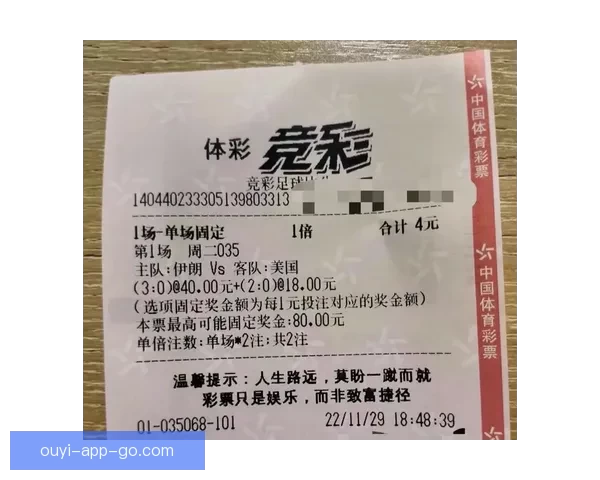 体彩 竞彩
竞彩足球比分
140440233305139803313
1场-单场固定 1倍 合计 4元
第1场 周二035
主队:伊朗 Vs 客队:美国
(3:0)@40.00元+(2:0)@18.00元
(选项固定奖金额为每1元投注对应的奖金额)
本票最高可能固定奖金:80.00元
单倍注数:单场*2注;共2注
温馨提示：人生路远，莫盼一蹴而就
彩票只是娱乐，而非致富捷径
01-035068-101 22/11/29 18:48:39
中国体育彩票
中国体育彩票
中
ouyi-app-go.com